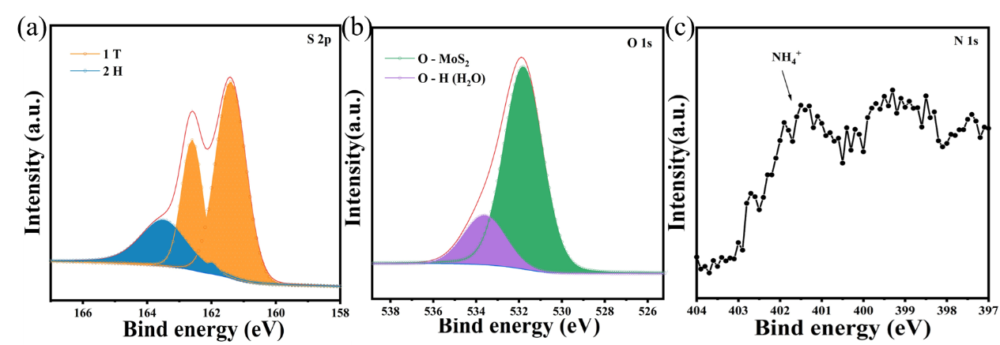 (a)
S 2p
1 T
2 H
Intensity (a.u.)
166 164 162 160 158
Bind energy (eV)
(b)
O 1s
O - MoS₂
O - H (H₂O)
Intensity(a.u.)
538 536 534 532 530 528 526
Bind energy (eV)
(c)
N 1s
NH₄⁺
Intensity(a.u.)
404 403 402 401 400 399 398 397
Bind energy (eV)